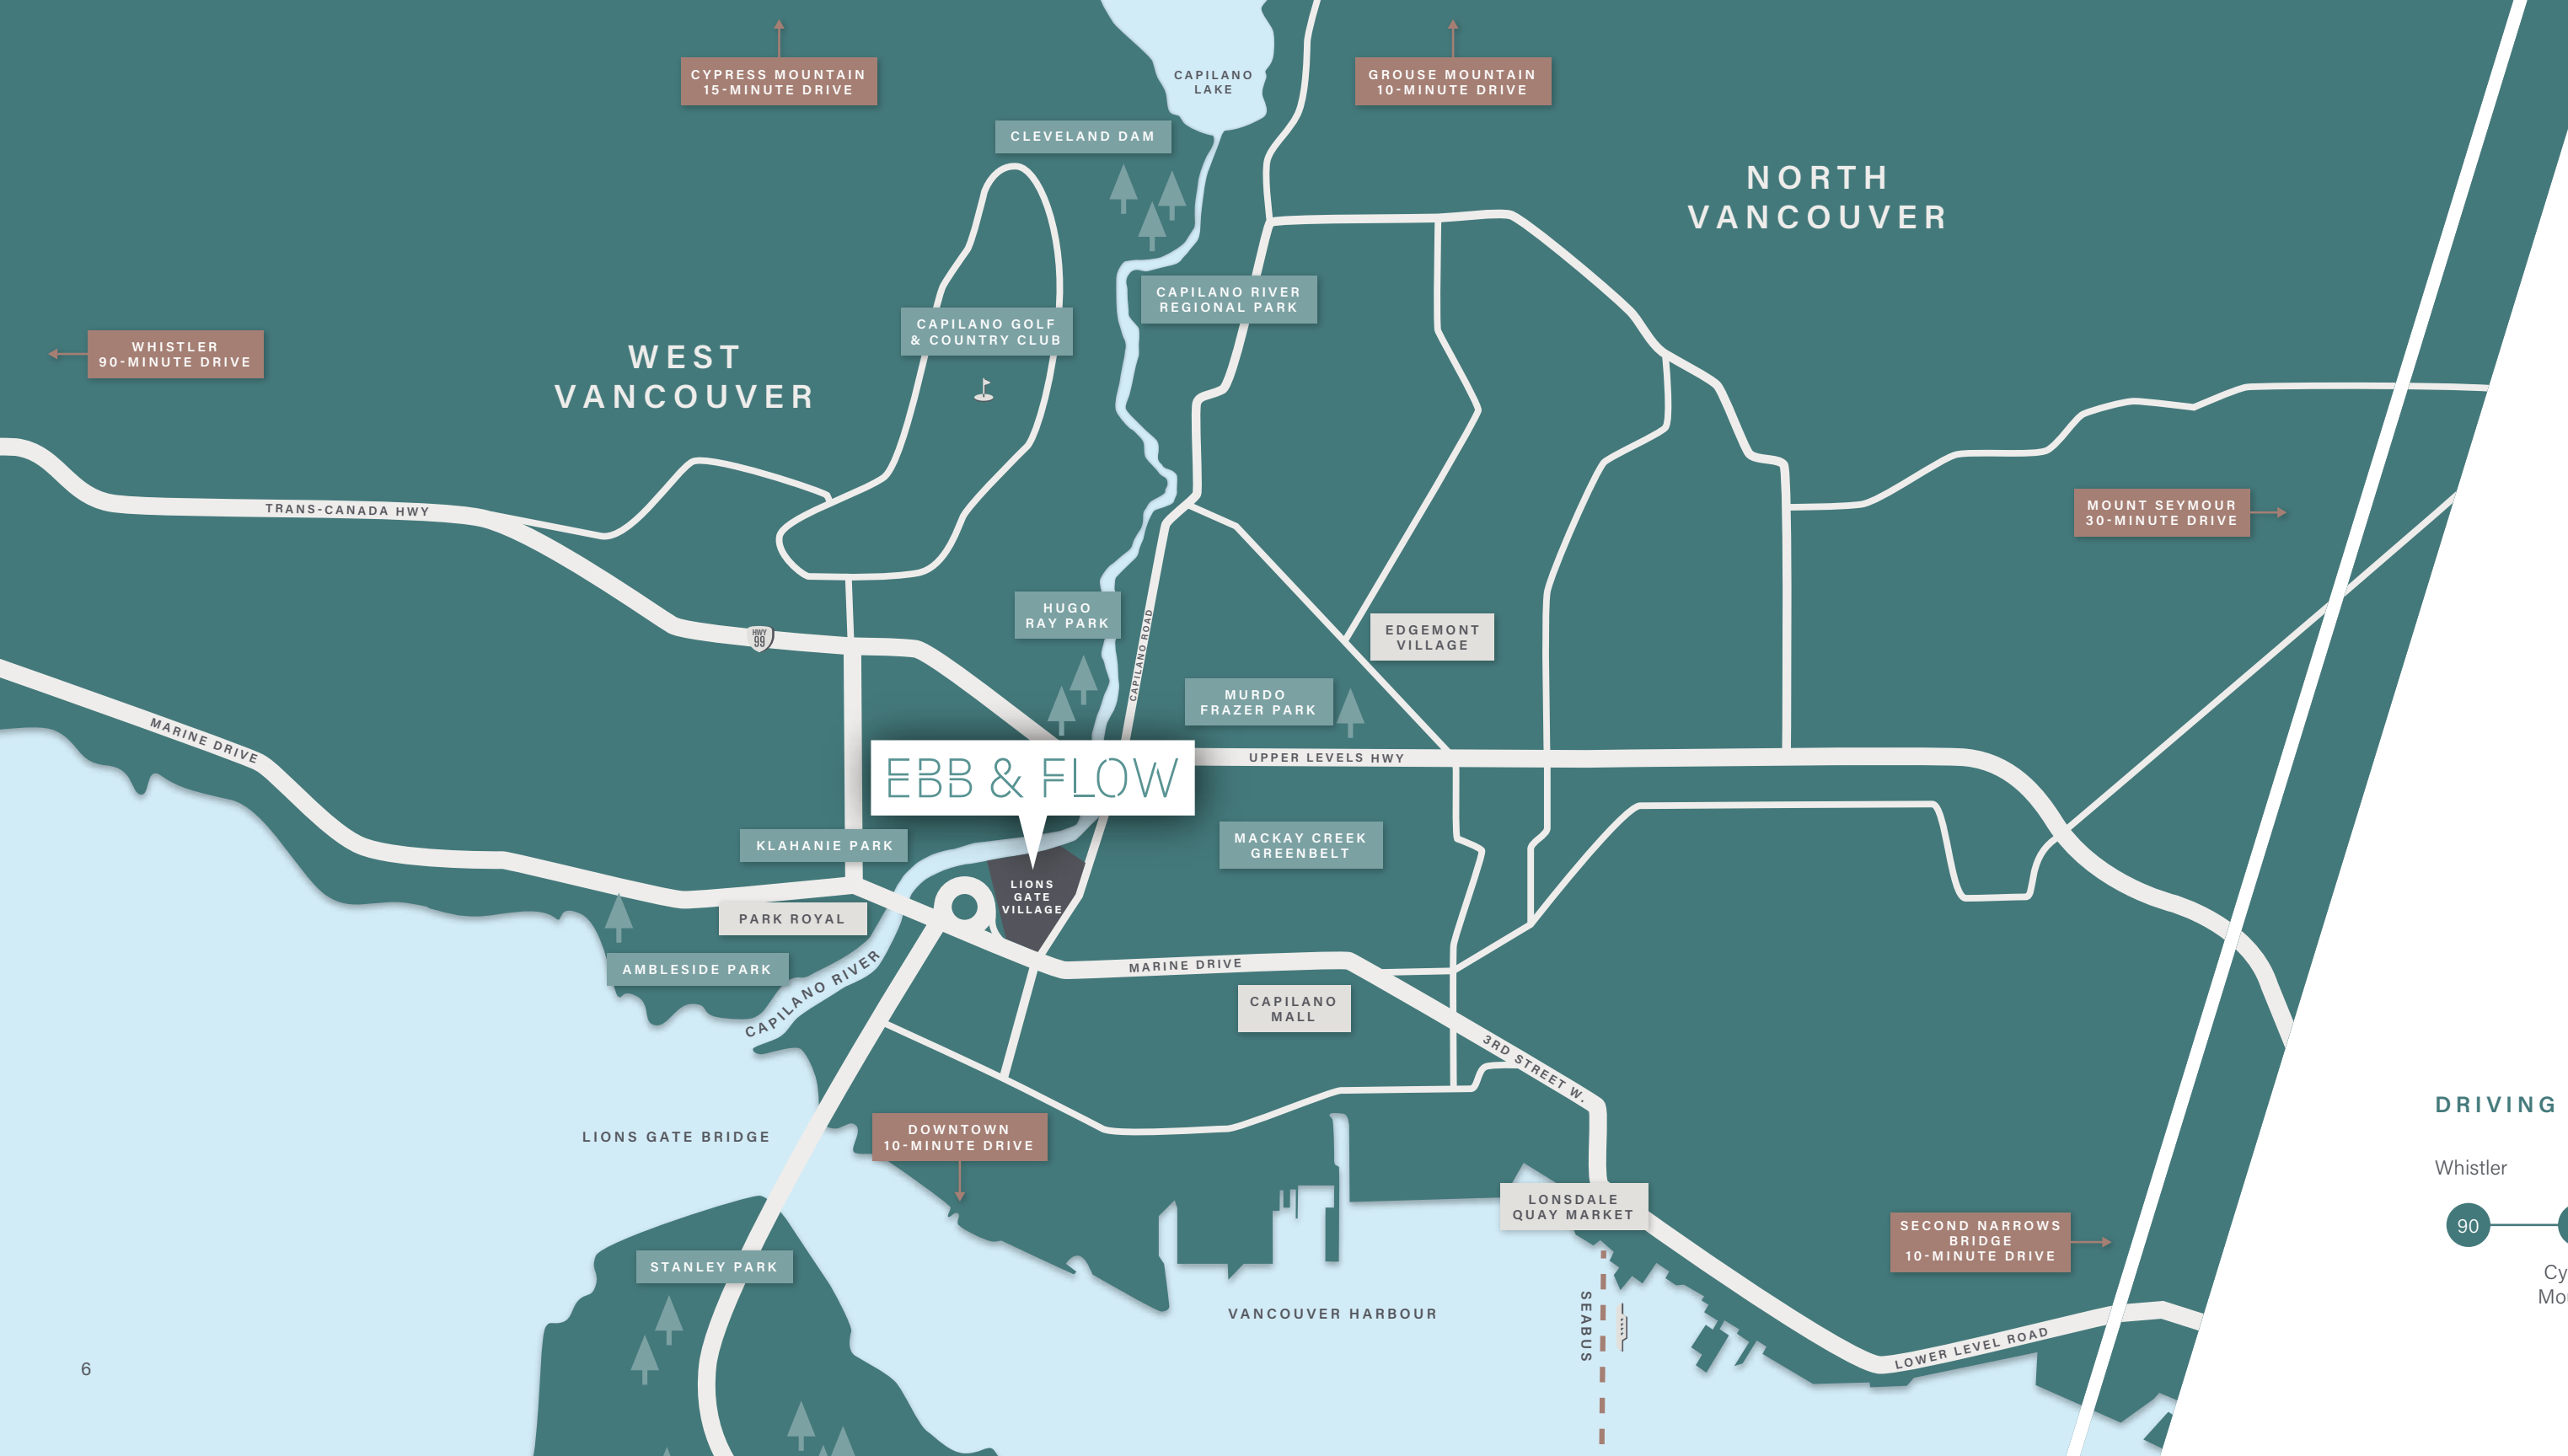 CYPRESS MOUNTAIN
15-MINUTE DRIVE
CAPILANO
LAKE
GROUSE MOUNTAIN
10-MINUTE DRIVE
CLEVELAND DAM
NORTH
VANCOUVER
CAPILANO RIVER
REGIONAL PARK
CAPILANO GOLF
& COUNTRY CLUB
WHISTLER
90-MINUTE DRIVE
WEST
VANCOUVER
TRANS-CANADA HWY
MOUNT SEYMOUR
30-MINUTE DRIVE
HUGO
RAY PARK
CAPILANO ROAD
EDGEMONT
VILLAGE
HWY
99
MURDO
FRAZER PARK
MARINE DRIVE
UPPER LEVELS HWY
EBB & FLOW
KLAHANIE PARK
MACKAY CREEK
GREENBELT
LIONS
GATE
VILLAGE
PARK ROYAL
AMBLESIDE PARK
CAPILANO RIVER
MARINE DRIVE
CAPILANO
MALL
3RD STREET W.
LIONS GATE BRIDGE
DOWNTOWN
10-MINUTE DRIVE
DRIVING
Whistler
90
LONSDALE
QUAY MARKET
SECOND NARROWS
BRIDGE
10-MINUTE DRIVE
STANLEY PARK
VANCOUVER HARBOUR
SEABUS
LOWER LEVEL ROAD
Cy
Mou
6